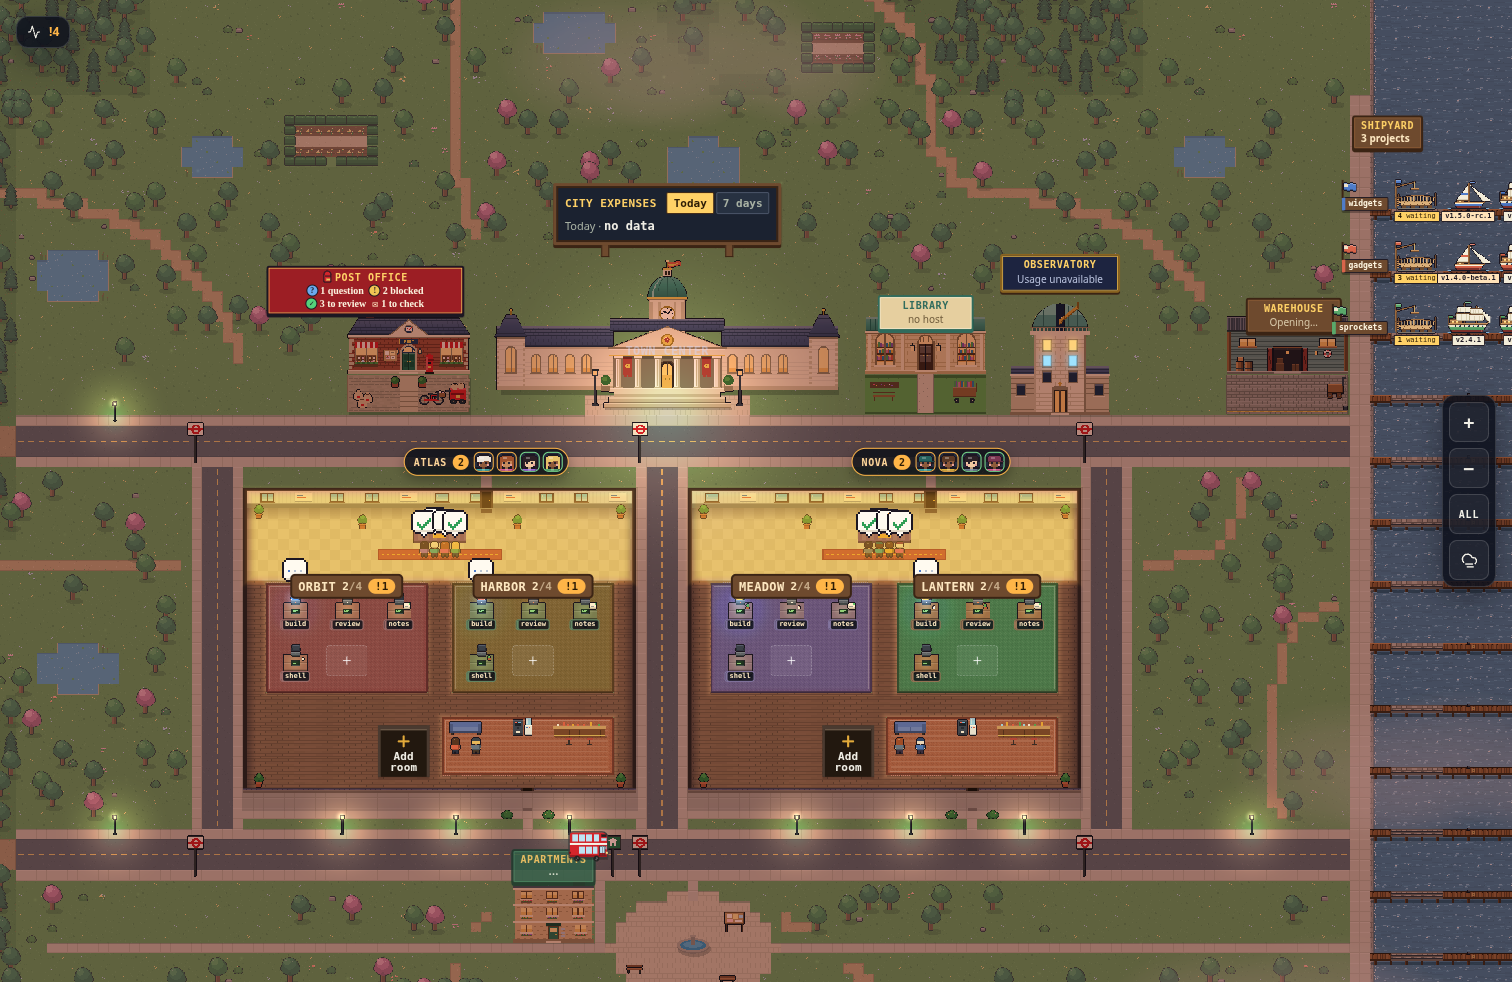 !4
SHIPYARD
3 projects
CITY EXPENSES Today 7 days
Today · no data
widgets
4 waiting v1.5.0-rc.1
gadgets
3 waiting v1.4.0-beta.1
sprockets
1 waiting v2.4.1
POST OFFICE
? 1 question ! 2 blocked
✓ 3 to review ✉ 1 to check
OBSERVATORY
Usage unavailable
LIBRARY
no host
WAREHOUSE
Opening...
+
−
ALL
ATLAS 2
NOVA 2
ORBIT 2/4 !1
build review notes
shell +
HARBOR 2/4 !1
build review notes
shell +
MEADOW 2/4 !1
build review notes
shell +
LANTERN 2/4 !1
build review notes
shell +
+
Add
room
+
Add
room
APARTMENTS
...